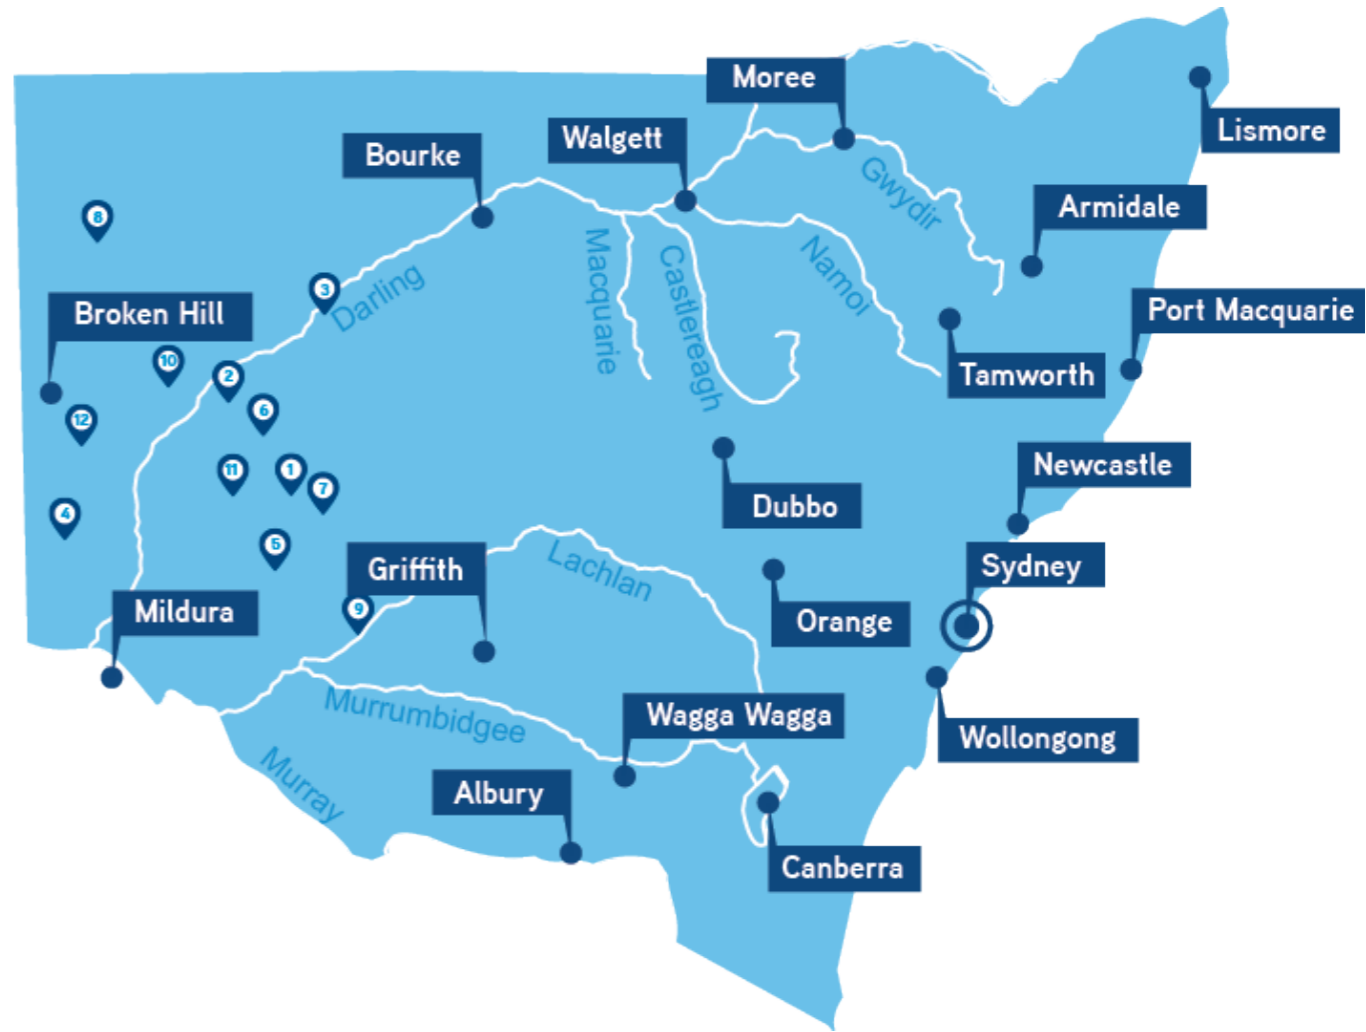 Moree
Lismore
Walgett
Bourke
Gwydir
Armidale
8
Macquarie
Castlereagh
Namoi
3
Darling
Broken Hill
Port Macquarie
10
2
Tamworth
6
12
11
1
7
Newcastle
4
Dubbo
5
Lachlan
Griffith
Sydney
9
Mildura
Orange
Murrumbidgee
Wagga Wagga
Wollongong
Murray
Albury
Canberra